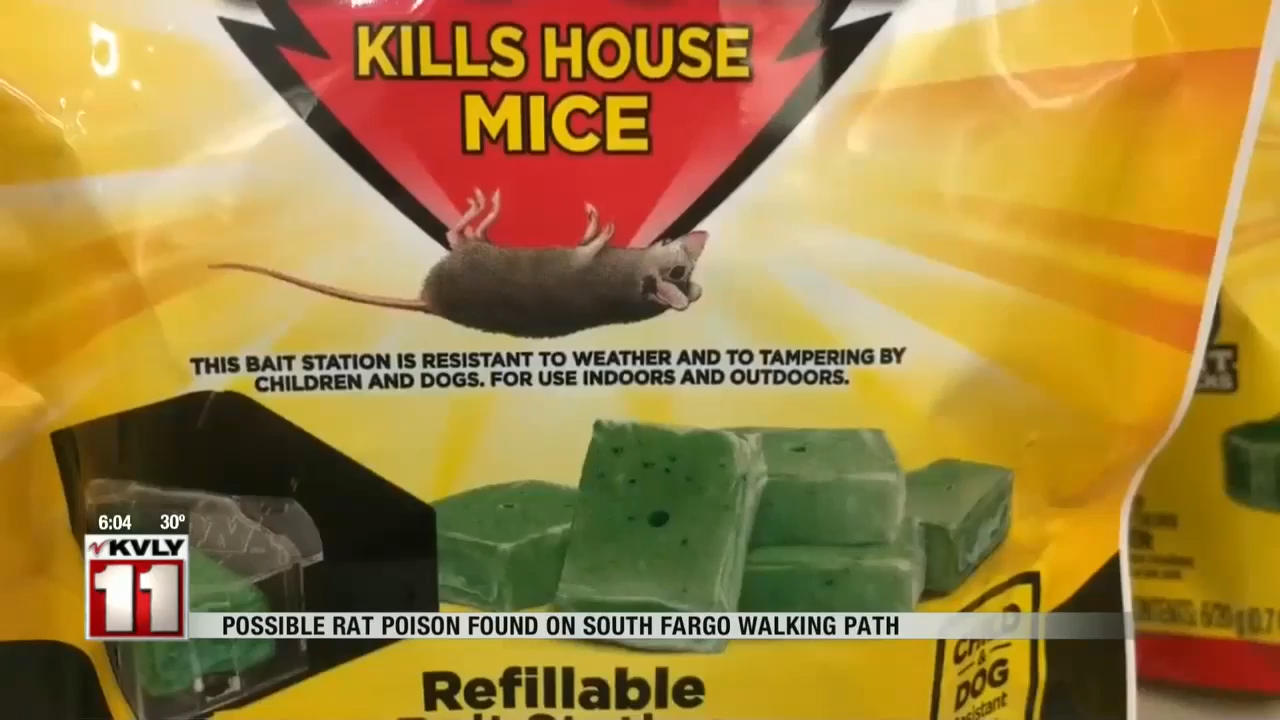 KILLS HOUSE
MICE
THIS BAIT STATION IS RESISTANT TO WEATHER AND TO TAMPERING BY
CHILDREN AND DOGS. FOR USE INDOORS AND OUTDOORS.
6:04 30°
KVLY
11
POSSIBLE RAT POISON FOUND ON SOUTH FARGO WALKING PATH
Refillable
&
DOG